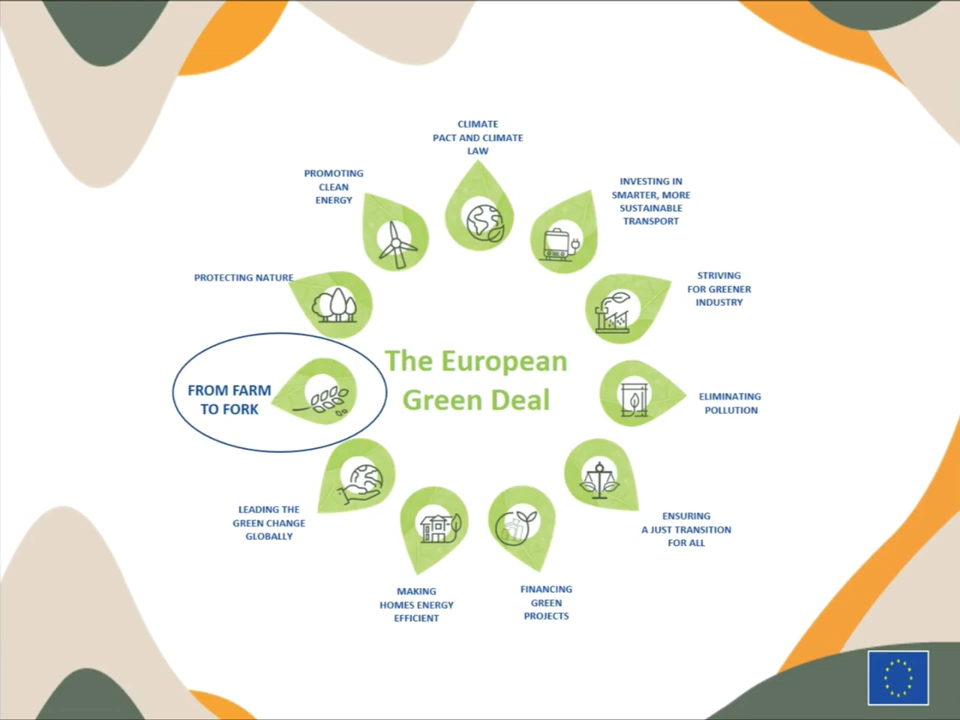 CLIMATE
PACT AND CLIMATE
LAW
PROMOTING
CLEAN
ENERGY
INVESTING IN
SMARTER, MORE
SUSTAINABLE
TRANSPORT
PROTECTING NATURE
STRIVING
FOR GREENER
INDUSTRY
The European
Green Deal
FROM FARM
TO FORK
ELIMINATING
POLLUTION
LEADING THE
GREEN CHANGE
GLOBALLY
ENSURING
A JUST TRANSITION
FOR ALL
MAKING
HOMES ENERGY
EFFICIENT
FINANCING
GREEN
PROJECTS